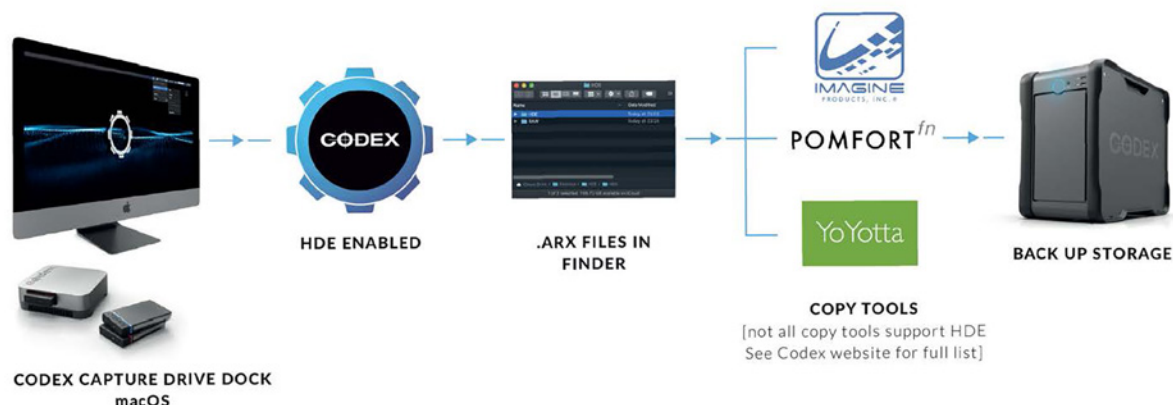 CODEX
HDE ENABLED
.ARX FILES IN
FINDER
IMAGINE
PRODUCTS, INC.®
POMFORT fn
YoYotta
COPY TOOLS
[not all copy tools support HDE
See Codex website for full list]
CODEX
BACK UP STORAGE
CODEX CAPTURE DRIVE DOCK
macOS